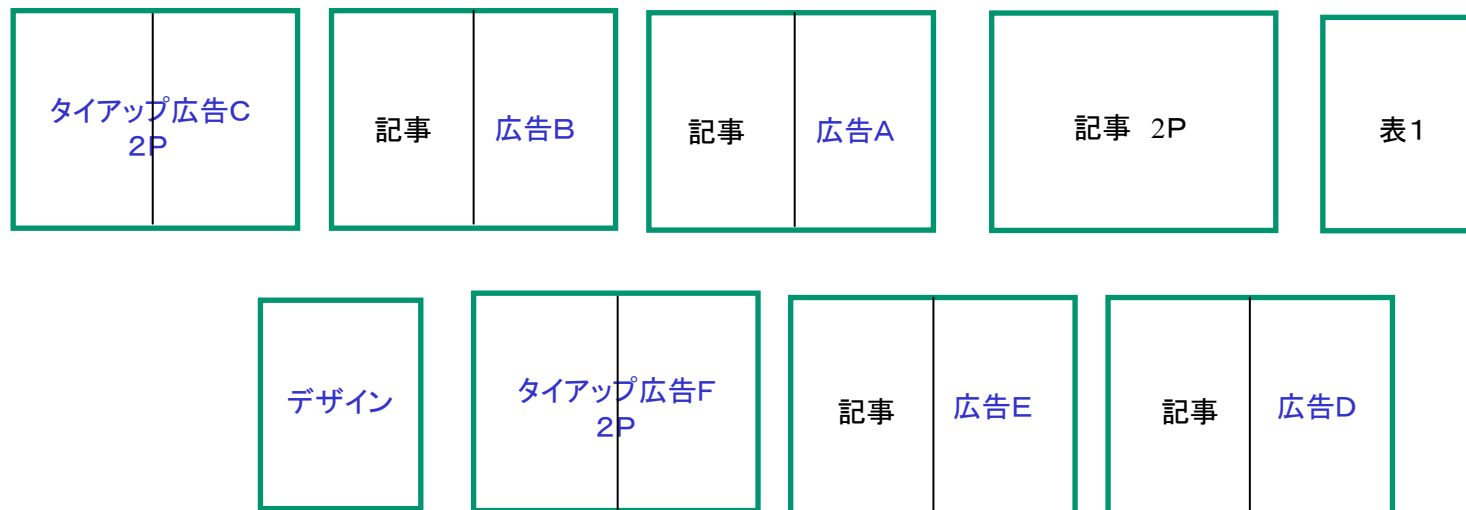 タイアップ広告C
2P
記事
広告B
記事
広告A
記事 2P
表1
デザイン
タイアップ広告F
2P
記事
広告E
記事
広告D